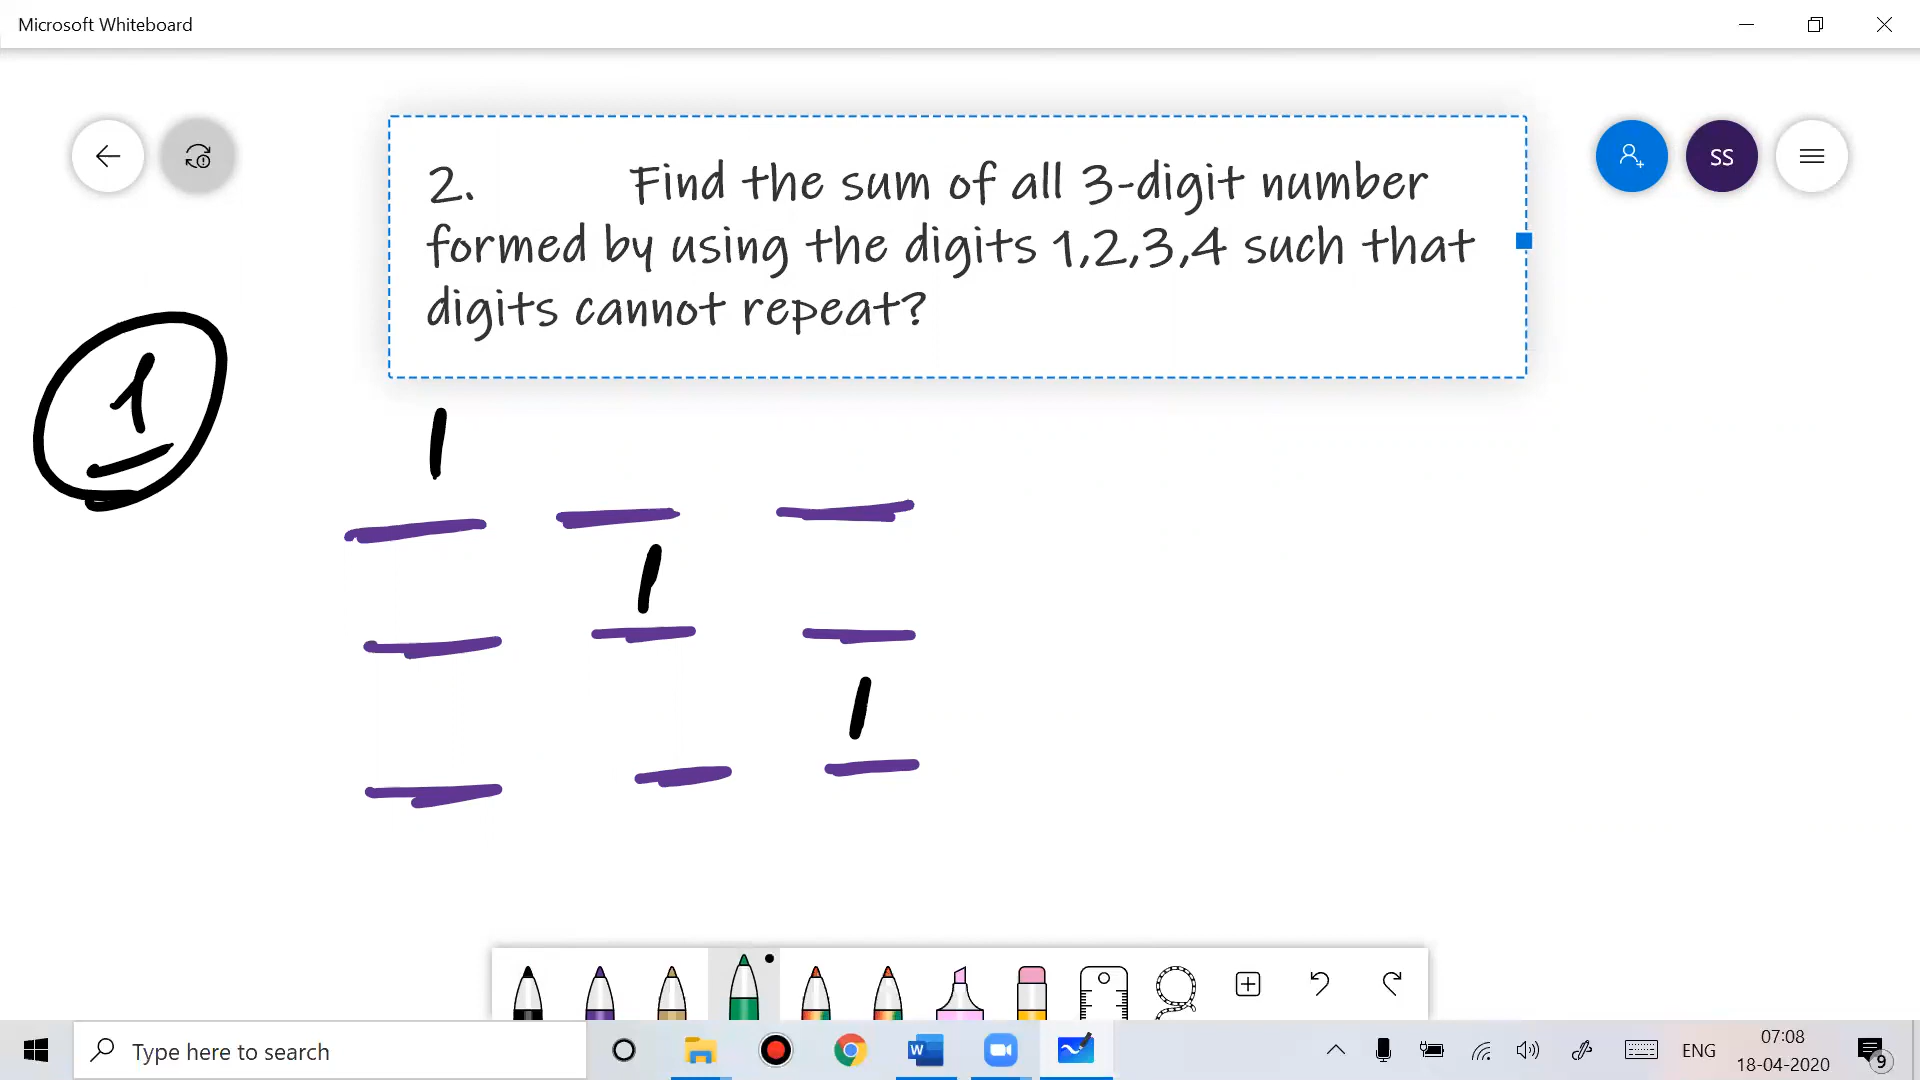 Microsoft Whiteboard
2. Find the sum of all 3-digit number
formed by using the digits 1,2,3,4 such that
digits cannot repeat?
SS
1
1
1
1
Type here to search
W
ENG
07:08
18-04-2020
9